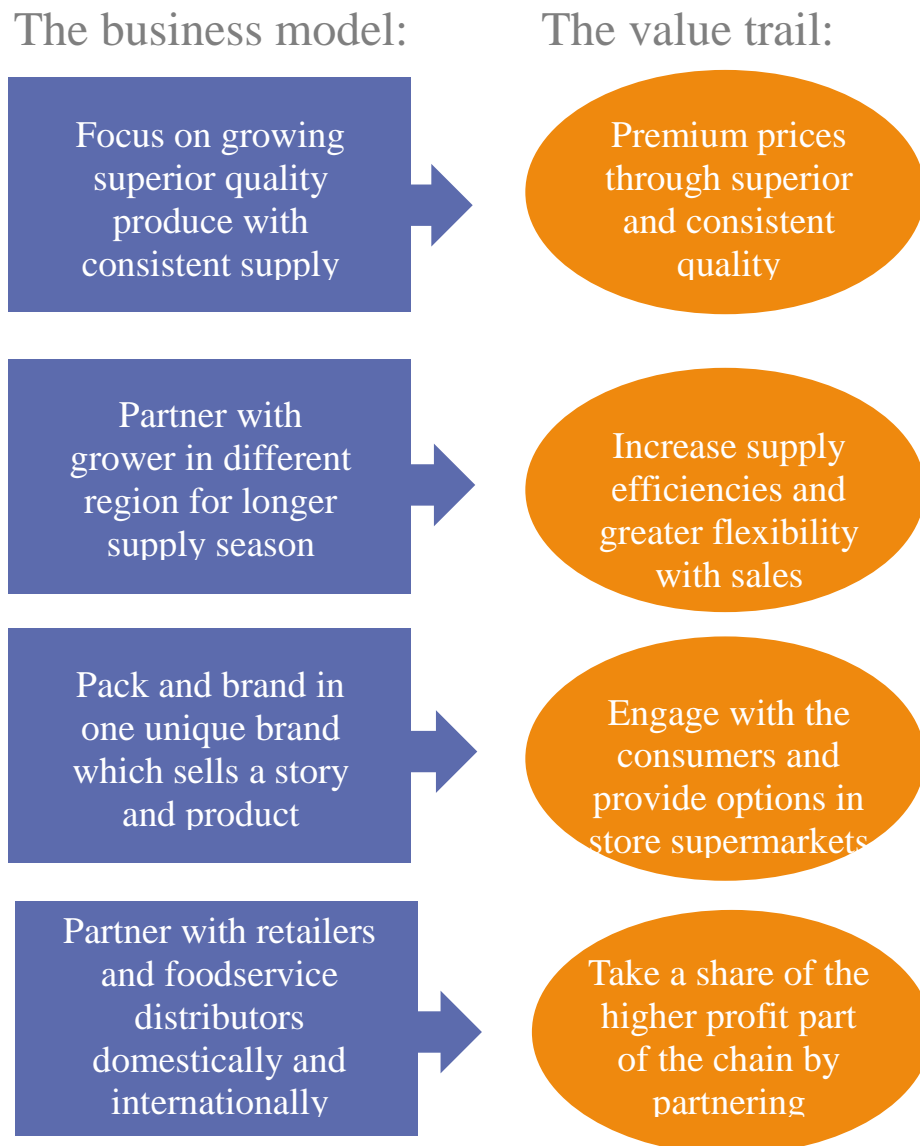 The business model:
The value trail:
Focus on growing
superior quality
produce with
consistent supply
Premium prices
through superior
and consistent
quality
Partner with
grower in different
region for longer
supply season
Increase supply
efficiencies and
greater flexibility
with sales
Pack and brand in
one unique brand
which sells a story
and product
Engage with the
consumers and
provide options in
store supermarkets
Partner with retailers
and foodservice
distributors
domestically and
internationally
Take a share of the
higher profit part
of the chain by
partnering